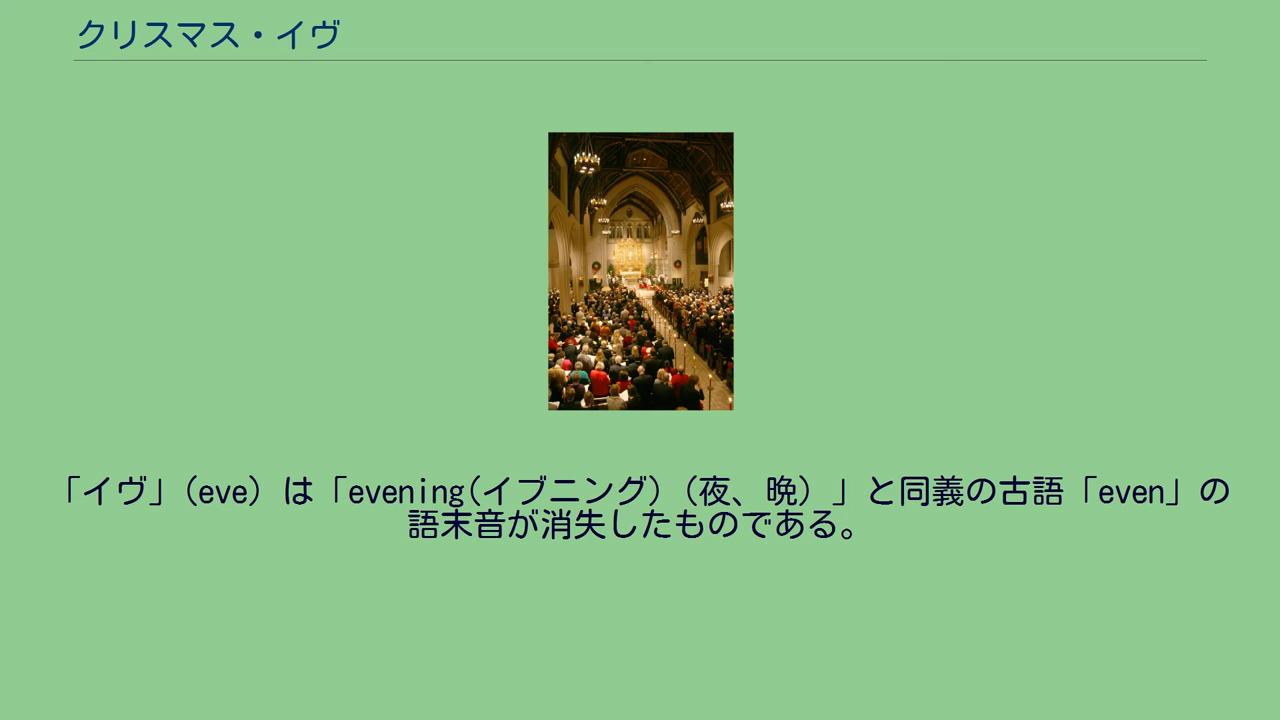 クリスマス・イヴ
「イヴ」（eve）は「evening(イブニング)（夜、晩）」と同義の古語「even」の
語末音が消失したものである。